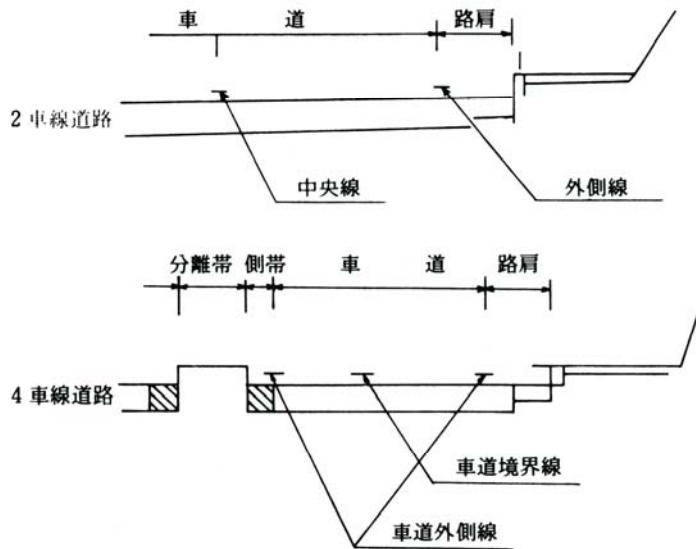 車 道 路肩
2車線道路
中央線 外側線
分離帯 側帯 車 道 路肩
4車線道路
車道境界線
車道外側線